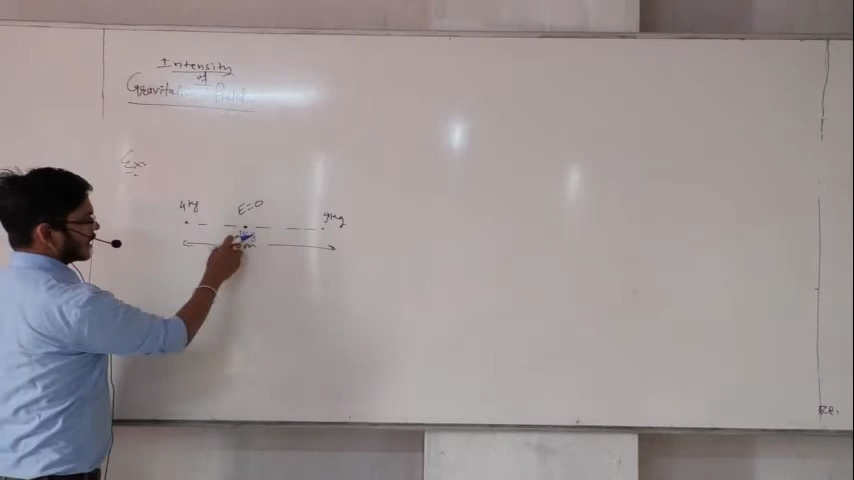 Intensity
of
Gravitational field
Ex
4kg E=0 9kg